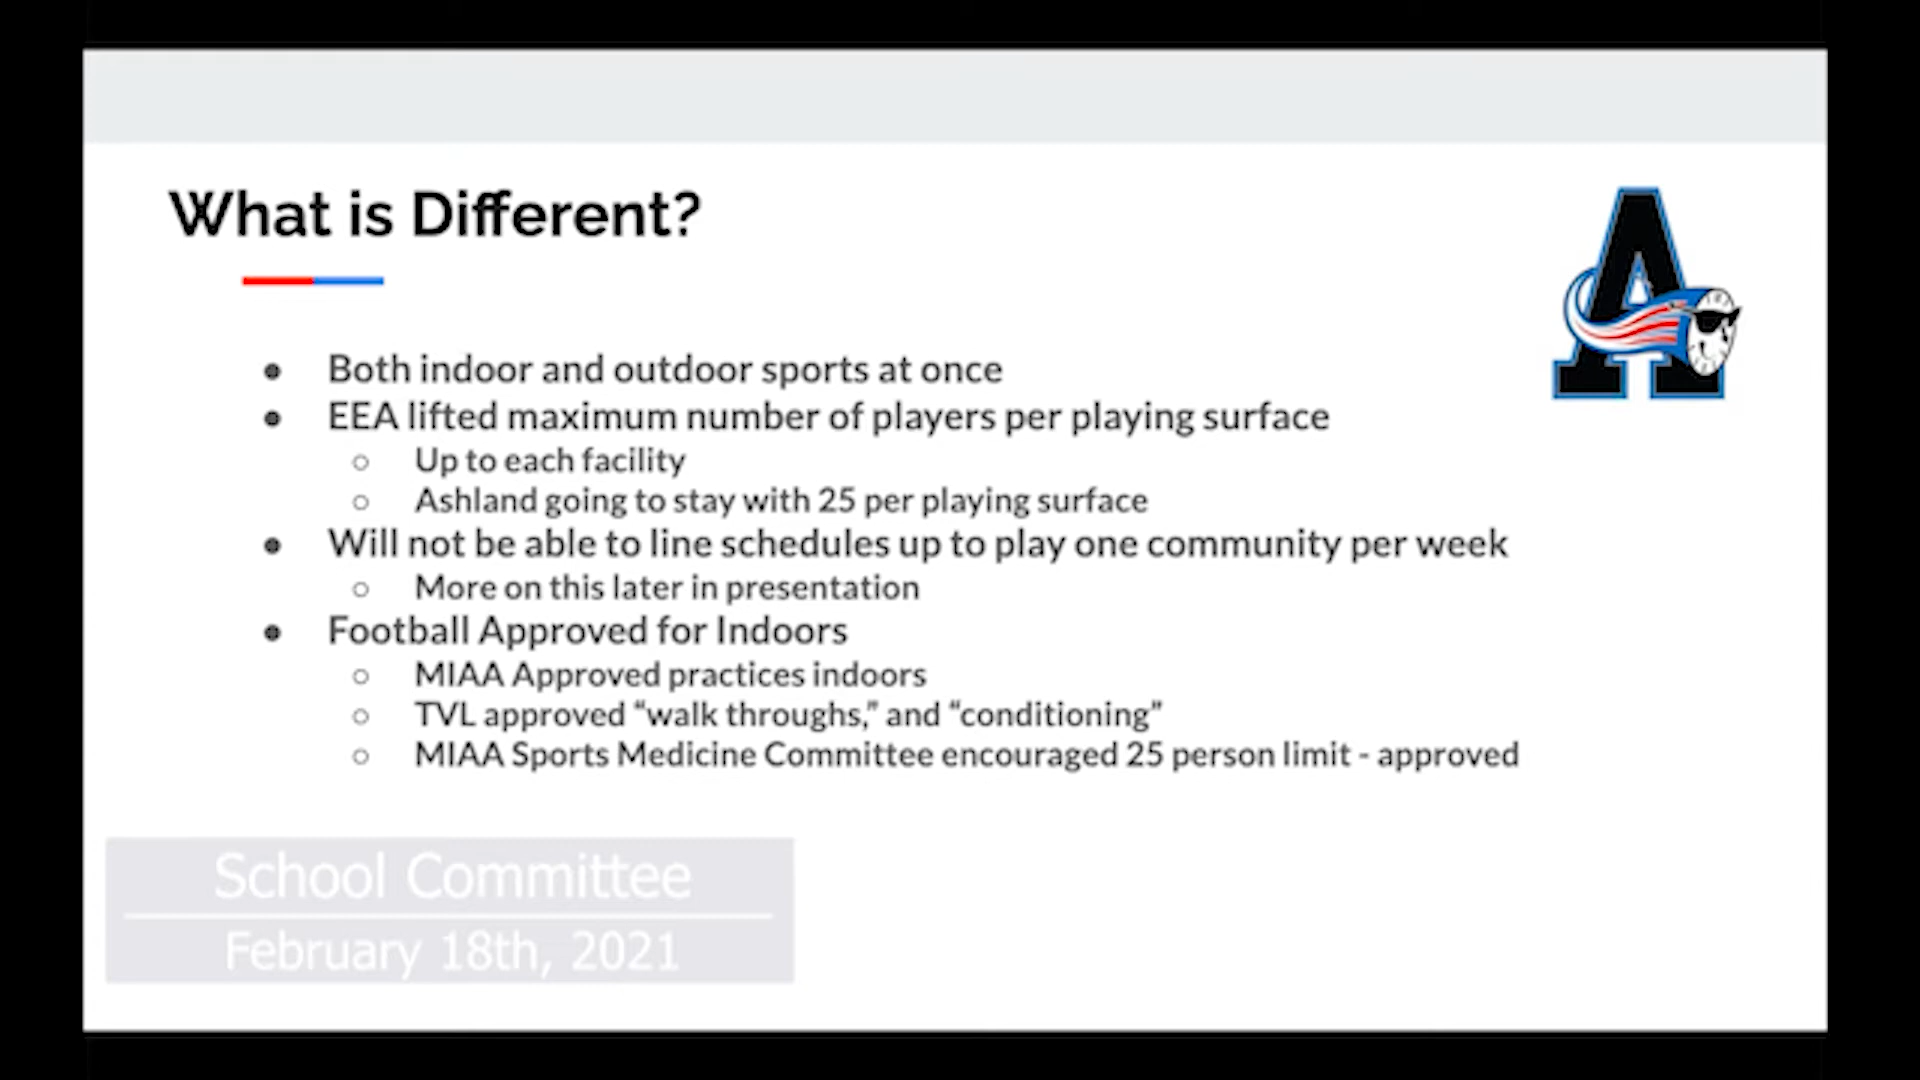 What is Different?
● Both indoor and outdoor sports at once
● EEA lifted maximum number of players per playing surface
○ Up to each facility
○ Ashland going to stay with 25 per playing surface
● Will not be able to line schedules up to play one community per week
○ More on this later in presentation
● Football Approved for Indoors
○ MIAA Approved practices indoors
○ TVL approved “walk throughs,” and “conditioning”
○ MIAA Sports Medicine Committee encouraged 25 person limit - approved
A
School Committee
February 18th, 2021